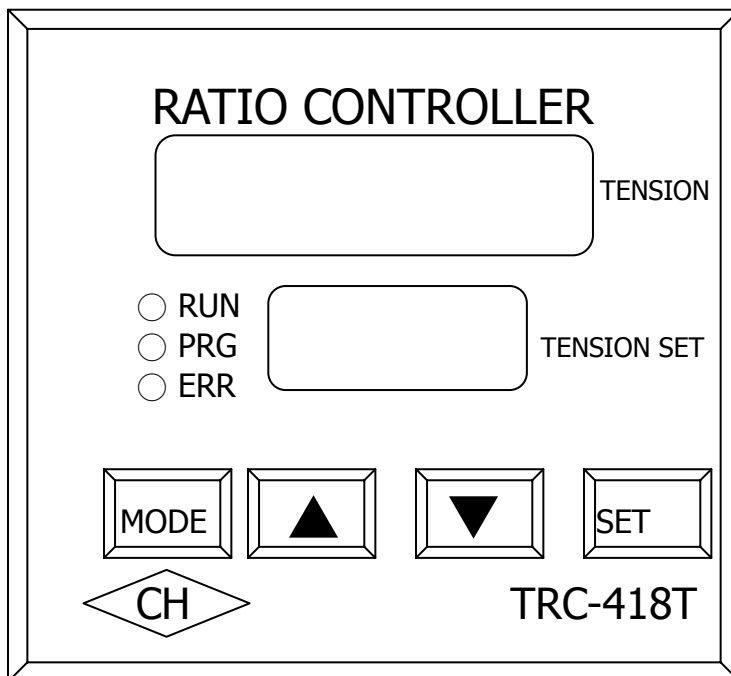 RATIO CONTROLLER
TENSION
RUN
PRG
TENSION SET
ERR
MODE
SET
CH
TRC-418T